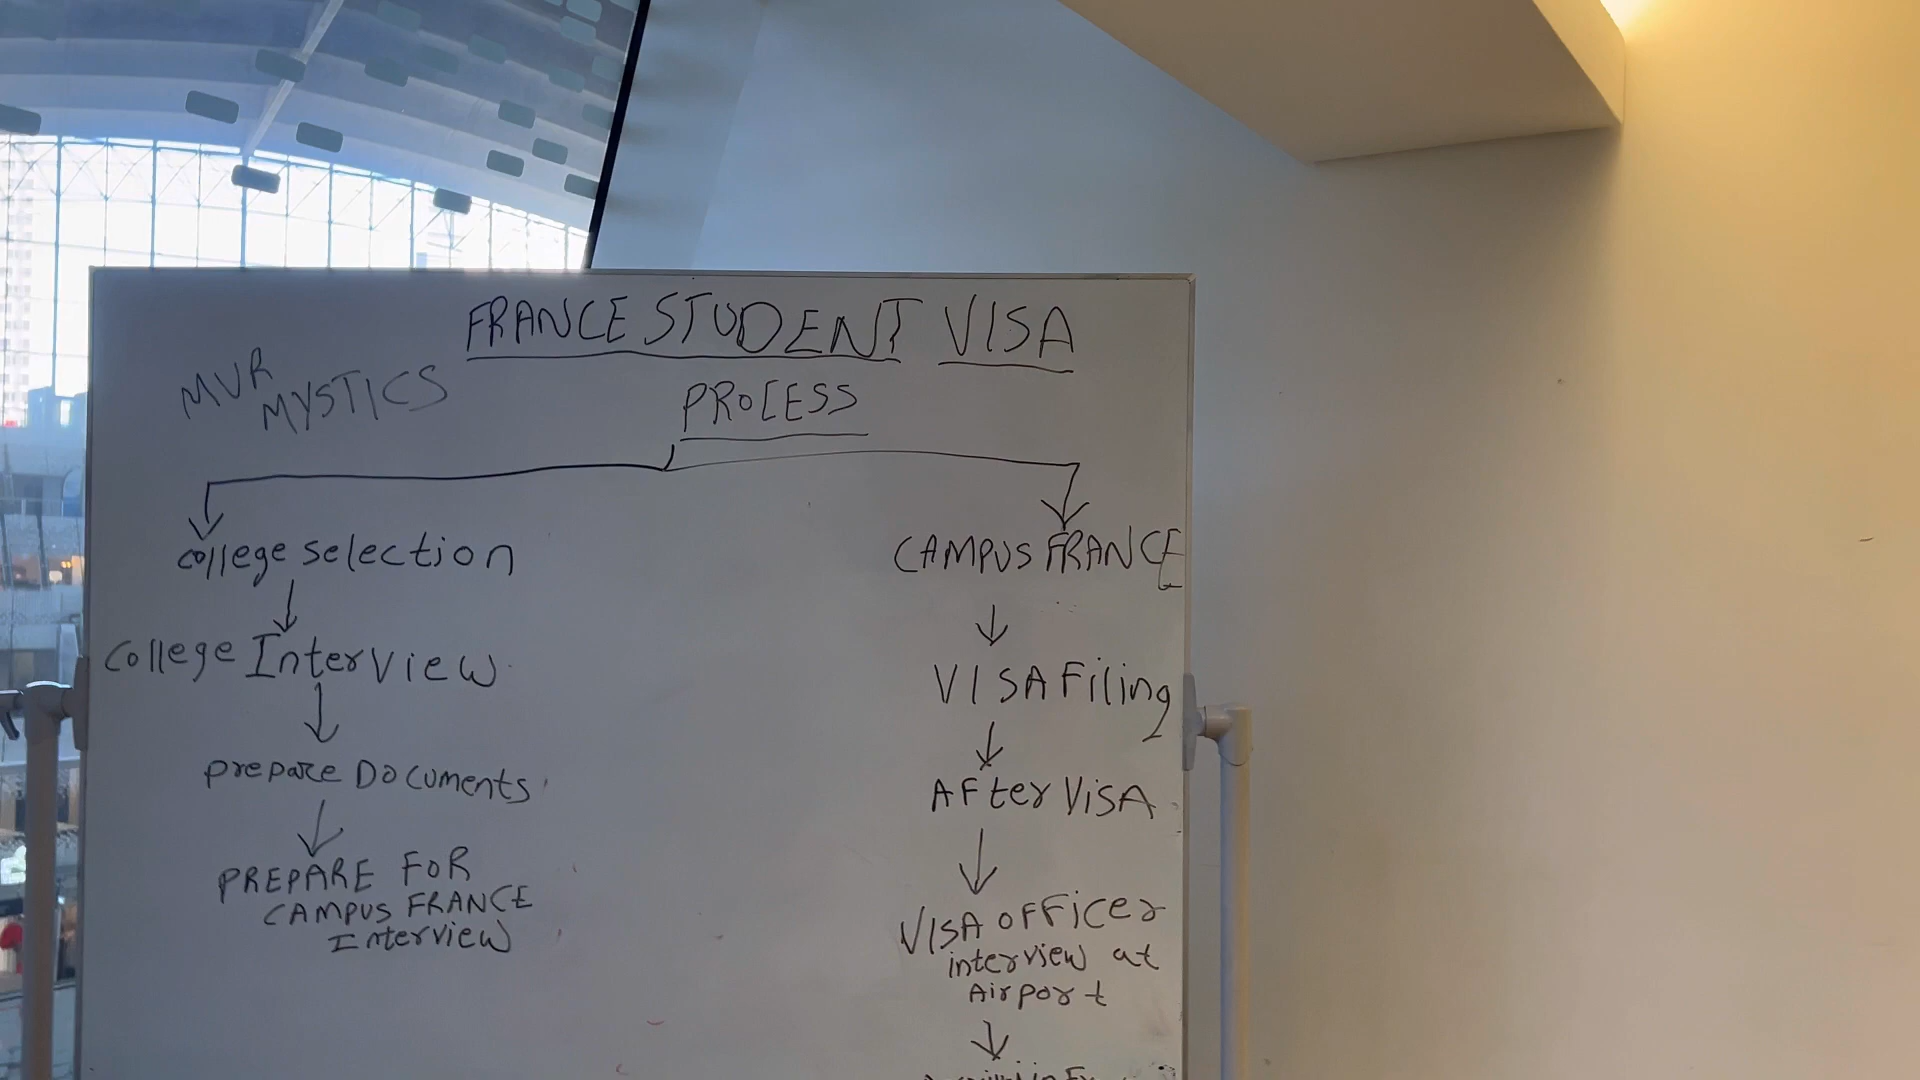 FRANCE STUDENT VISA
MVR
MYSTICS
PROCESS
college selection
College Interview
prepare Documents
PREPARE FOR
CAMPUS FRANCE
Interview
CAMPUS FRANCE
VISA Filing
AFter ViSA
VISA OFFicer
interview at
Airport